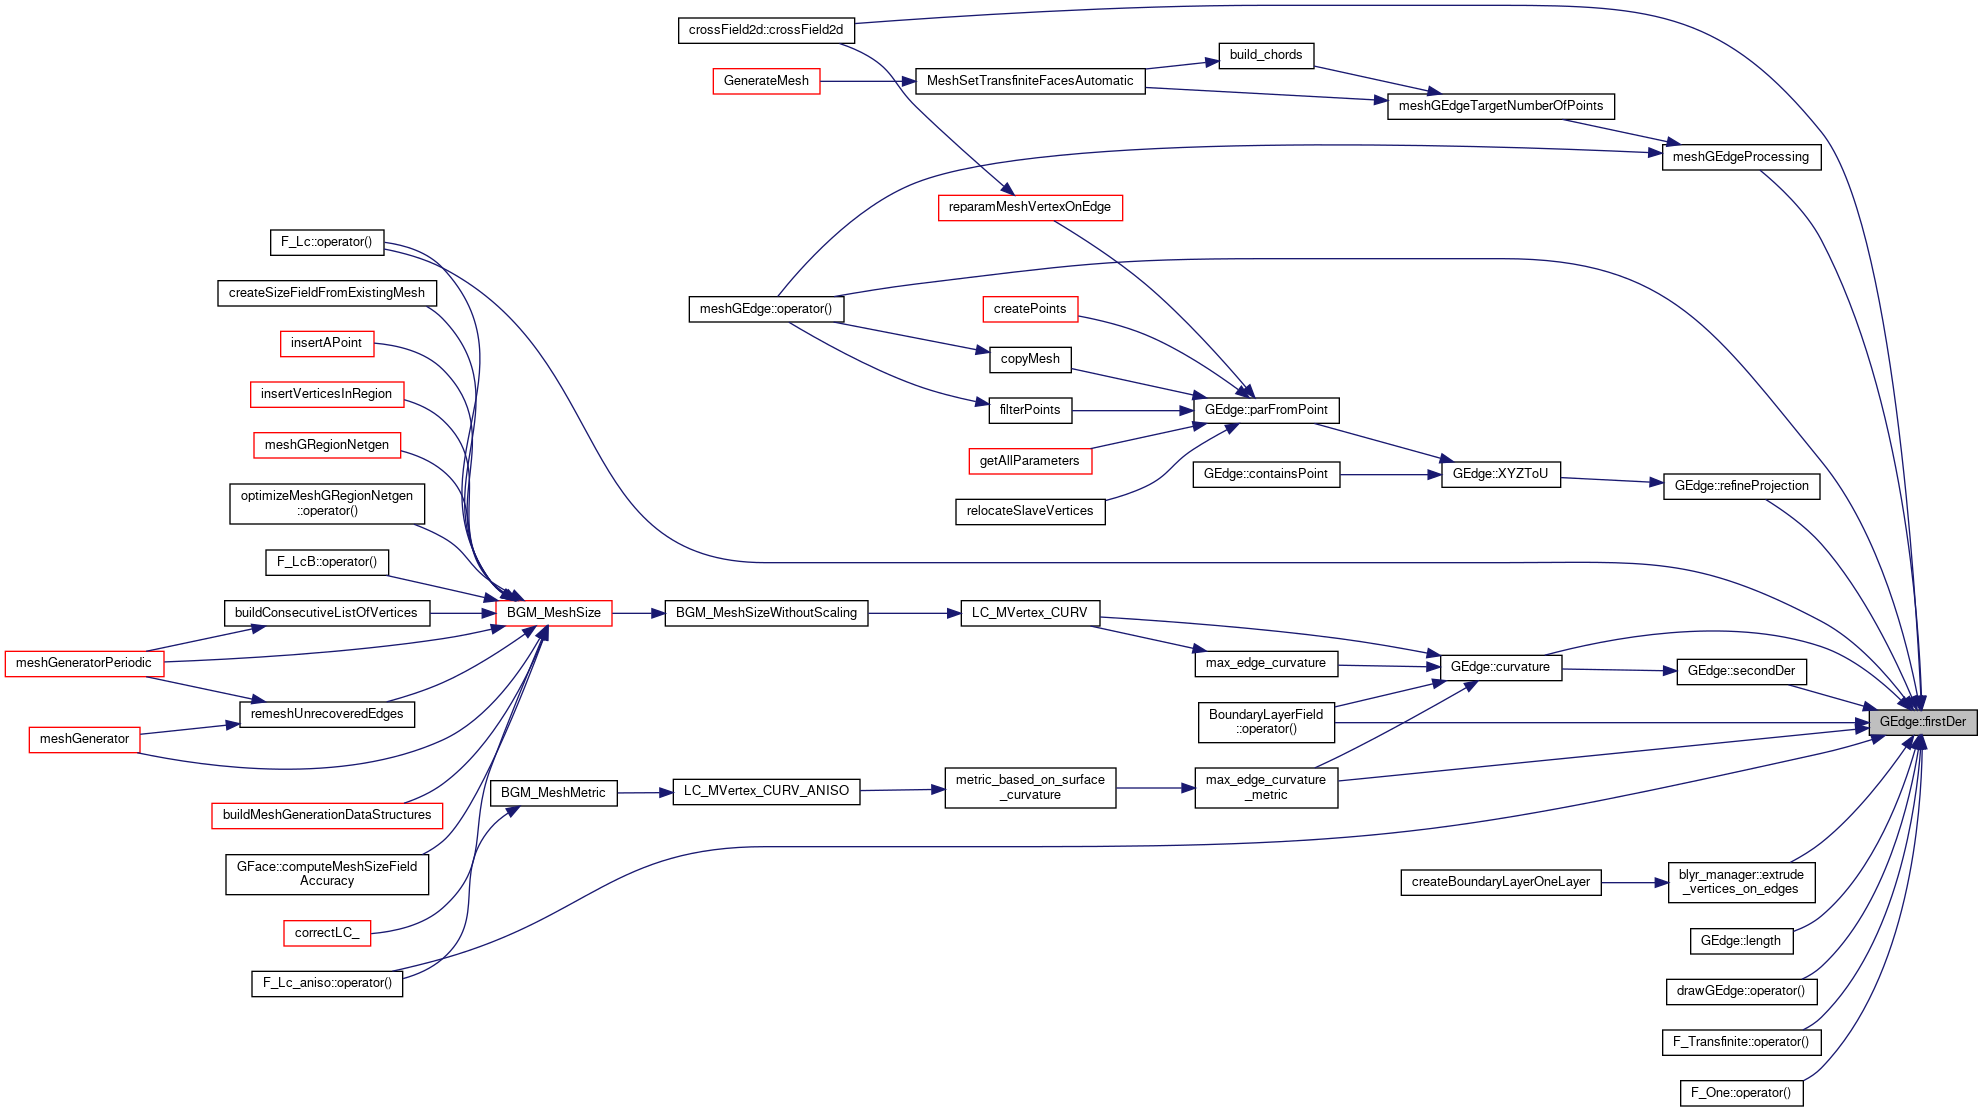 crossField2d::crossField2d
build_chords
GenerateMesh
MeshSetTransfiniteFacesAutomatic
meshGEdgeTargetNumberOfPoints
meshGEdgeProcessing
reparamMeshVertexOnEdge
F_Lc::operator()
createSizeFieldFromExistingMesh
meshGEdge::operator()
createPoints
insertAPoint
copyMesh
insertVerticesInRegion
filterPoints
GEdge::parFromPoint
meshGRegionNetgen
getAllParameters
GEdge::containsPoint
GEdge::XYZToU
GEdge::refineProjection
optimizeMeshGRegionNetgen
::operator()
relocateSlaveVertices
F_LcB::operator()
buildConsecutiveListOfVertices
BGM_MeshSize
BGM_MeshSizeWithoutScaling
LC_MVertex_CURV
meshGeneratorPeriodic
max_edge_curvature
GEdge::curvature
GEdge::secondDer
remeshUnrecoveredEdges
BoundaryLayerField
::operator()
GEdge::firstDer
meshGenerator
BGM_MeshMetric
LC_MVertex_CURV_ANISO
metric_based_on_surface
_curvature
max_edge_curvature
_metric
buildMeshGenerationDataStructures
GFace::computeMeshSizeField
Accuracy
createBoundaryLayerOneLayer
blyr_manager::extrude
_vertices_on_edges
correctLC_
GEdge::length
F_Lc_aniso::operator()
drawGEdge::operator()
F_Transfinite::operator()
F_One::operator()